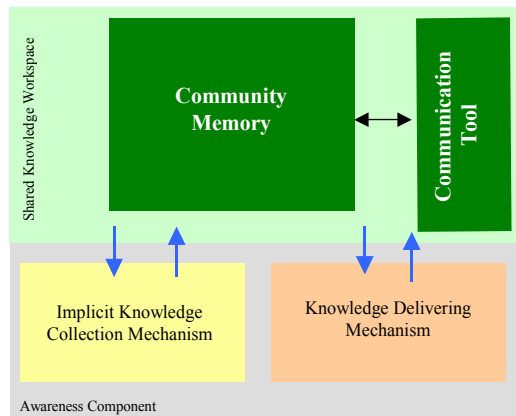 Shared Knowledge Workspace
Community
Memory
Communication
Tool
Implicit Knowledge
Collection Mechanism
Knowledge Delivering
Mechanism
Awareness Component